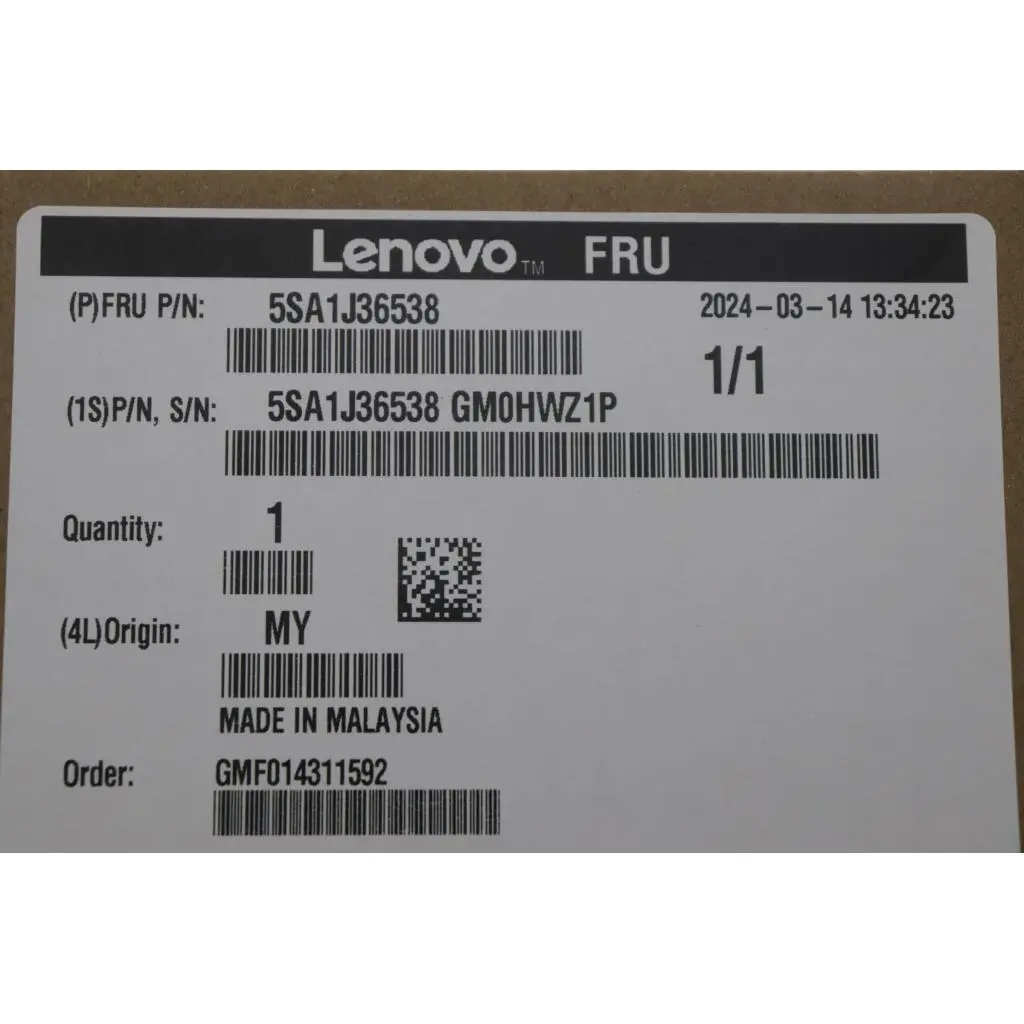 Lenovo™ FRU
(P)FRU P/N: 5SA1J36538 2024-03-14 13:34:23
1/1
(1S)P/N, S/N: 5SA1J36538 GM0HWZ1P
Quantity: 1
(4L)Origin: MY
MADE IN MALAYSIA
Order: GMF014311592